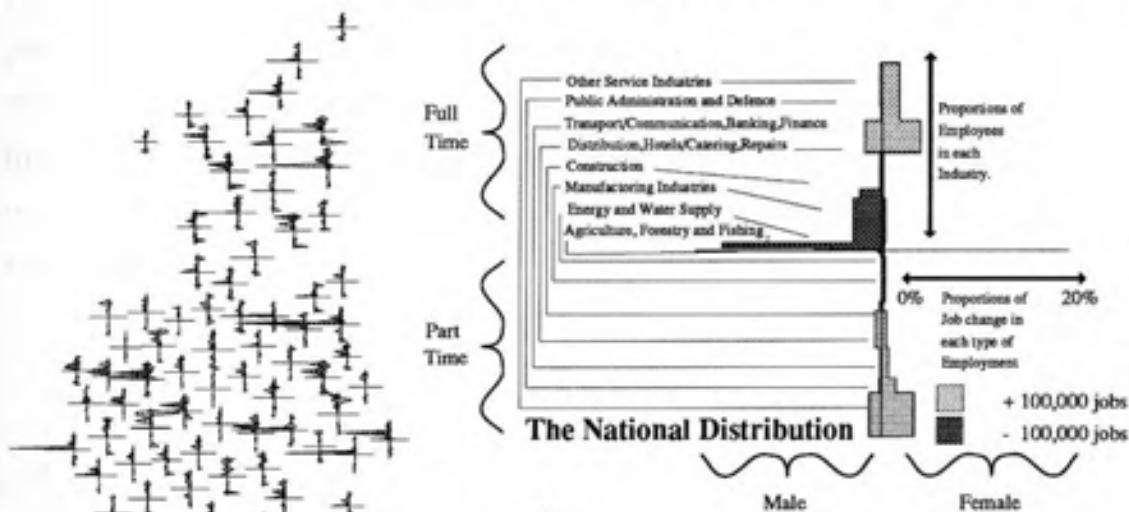 Full
Time
Other Service Industries
Public Administration and Defence
Transport/Communication,Banking,Finance
Distribution,Hotels/Catering,Repairs
Construction
Manufactoring Industries
Energy and Water Supply
Agriculture, Forestry and Fishing
Proportions of
Employees
in each
Industry.
Part
Time
0%
20%
Proportions of
Job change in
each type of
Employment
+ 100,000 jobs
- 100,000 jobs
The National Distribution
Male
Female